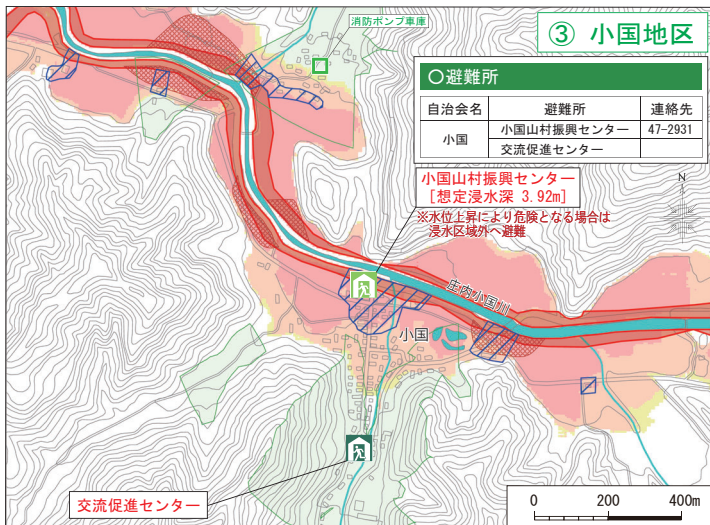 消防ポンプ車庫
③ 小国地区
○避難所
自治会名 避難所 連絡先
小国 小国山村振興センター 47-2931
交流促進センター
小国山村振興センター
[想定浸水深 3.92m]
※水位上昇により危険となる場合は
浸水区域外へ避難
N
庄内小国川
小国
交流促進センター
0 200 400m